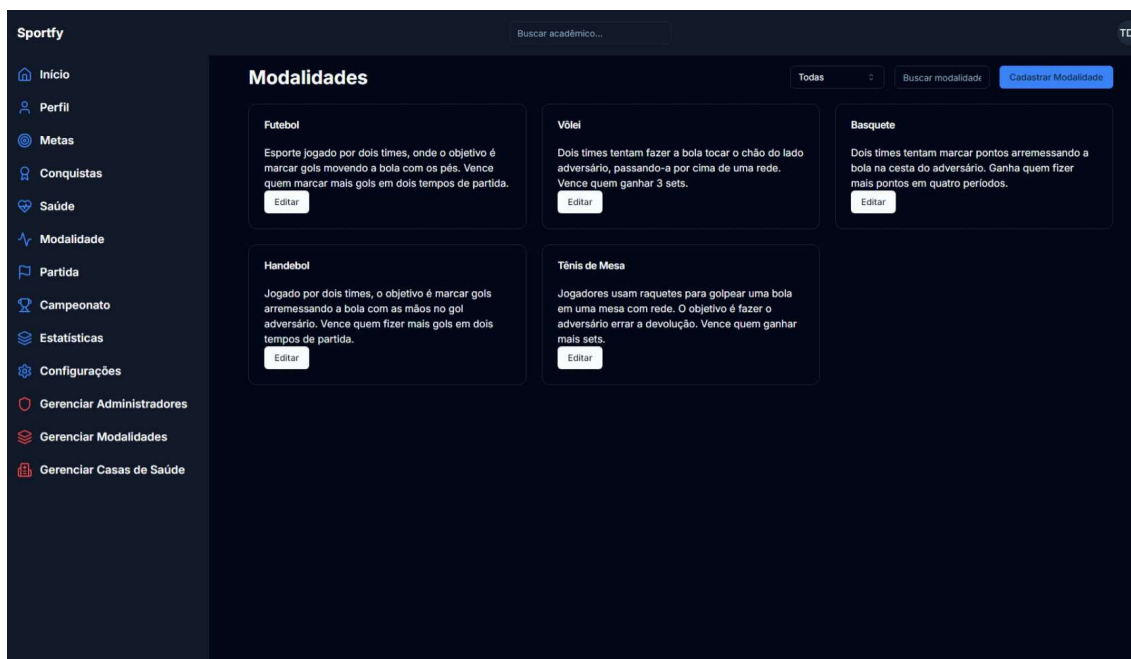 Sportfy
Buscar acadêmico...
TD
Início
Perfil
Metas
Conquistas
Saúde
Modalidade
Partida
Campeonato
Estatísticas
Configurações
Gerenciar Administradores
Gerenciar Modalidades
Gerenciar Casas de Saúde
Modalidades
Todas
Buscar modalidade
Cadastrar Modalidade
Futebol
Esporte jogado por dois times, onde o objetivo é
marcar gols movendo a bola com os pés. Vence
quem marcar mais gols em dois tempos de partida.
Editar
Vôlei
Dois times tentam fazer a bola tocar o chão do lado
adversário, passando-a por cima de uma rede.
Vence quem ganhar 3 sets.
Editar
Basquete
Dois times tentam marcar pontos arremessando a
bola na cesta do adversário. Ganha quem fizer
mais pontos em quatro períodos.
Editar
Handebol
Jogado por dois times, o objetivo é marcar gols
arremessando a bola com as mãos no gol
adversário. Vence quem fizer mais gols em dois
tempos de partida.
Editar
Tênis de Mesa
Jogadores usam raquetes para golpear uma bola
em uma mesa com rede. O objetivo é fazer o
adversário errar a devolução. Vence quem ganhar
mais sets.
Editar